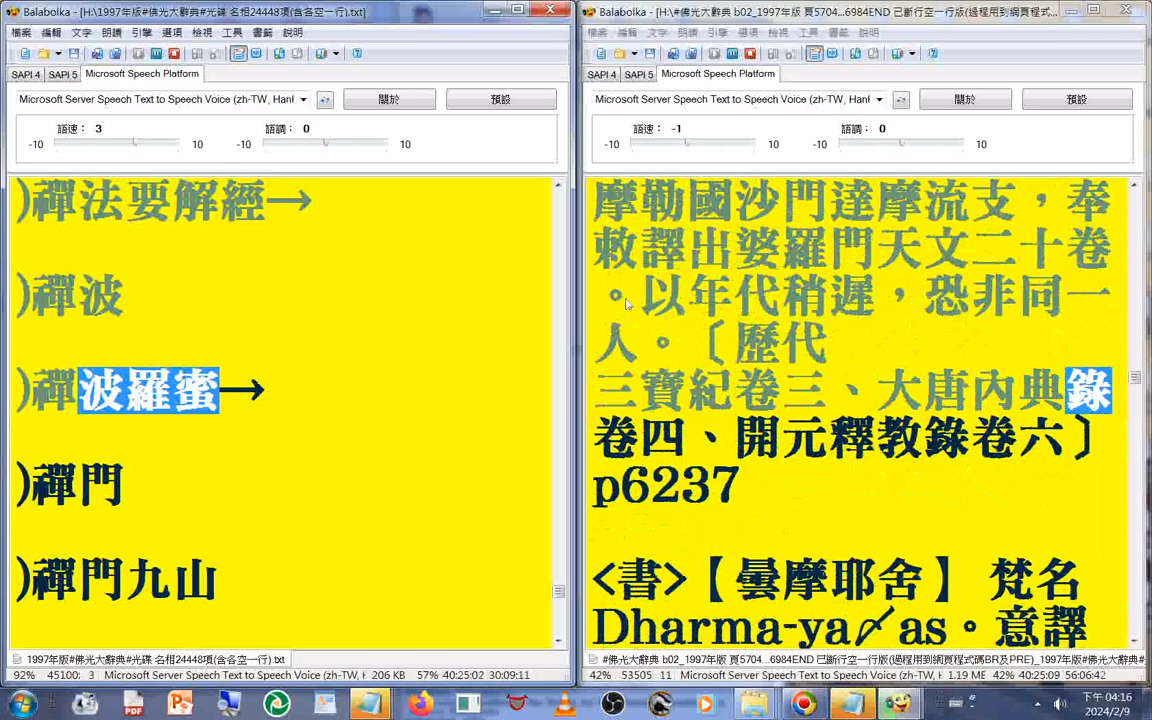 Balabolka - [H:\1997年版#佛光大辭典#光碟 名相24448項(含各空一行).txt]
檔案 編輯 文字 朗讀 引擎 選項 檢視 工具 書籤 說明
SAPI 4 SAPI 5 Microsoft Speech Platform
Microsoft Server Speech Text to Speech Voice (zh-TW, Hanl
關於
預設
語速： 3
語調： 0
-10 10 -10 10
)禪法要解經→
)禪波
)禪波羅蜜→
)禪門
)禪門九山
1997年版#佛光大辭典#光碟 名相24448項(含各空一行).txt
92% 45100: 3 Microsoft Server Speech Text to Speech Voice (zh-TW, H 206 KB 57% 40:25:02 30:09:11
Balabolka - [H:\#佛光大辭典 b02_1997年版 頁5704...6984END 已斷行空一行版(過程用到網頁程式...
檔案 編輯 文字 朗讀 引擎 選項 檢視 工具 書籤 說明
SAPI 4 SAPI 5 Microsoft Speech Platform
Microsoft Server Speech Text to Speech Voice (zh-TW, Hanl
關於
預設
語速： -1
語調： 0
-10 10 -10 10
摩勒國沙門達摩流支，奉
敕譯出婆羅門天文二十卷
。以年代稍遲，恐非同一
人。〔歷代
三寶紀卷三、大唐內典錄
卷四、開元釋教錄卷六〕
p6237
<書>【曇摩耶舍】 梵名
Dharma-ya〆as。意譯
#佛光大辭典 b02_1997年版 頁5704...6984END 已斷行空一行版(過程用到網頁程式碼BR及PRE)_1997年版#
42% 53505 11 Microsoft Server Speech Text to Speech Voice (zh-TW, H 1.19 ME 42% 40:25:09 56:06:42
下午 04:16
2024/2/9